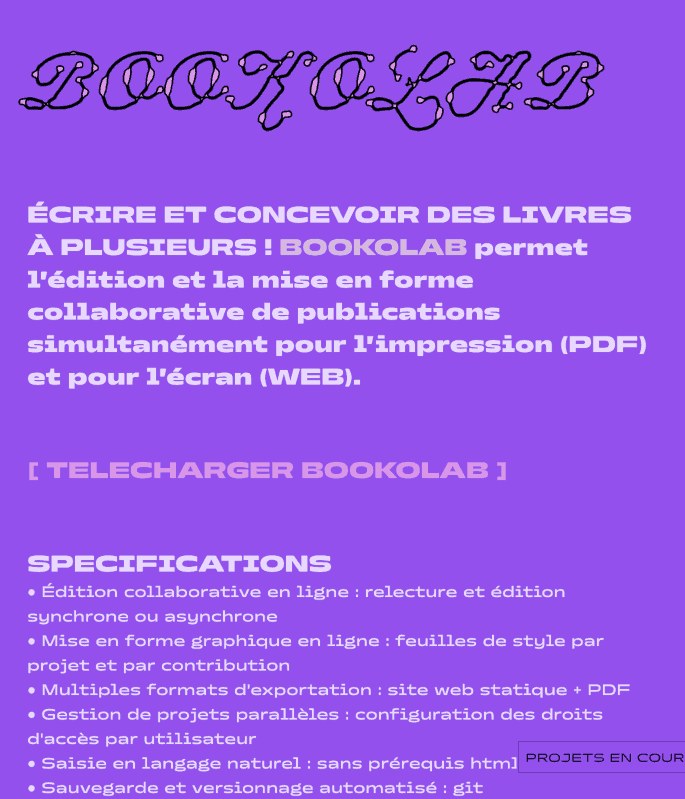 BOOKOLAB
ÉCRIRE ET CONCEVOIR DES LIVRES
À PLUSIEURS ! BOOKOLAB permet
l'édition et la mise en forme
collaborative de publications
simultanément pour l'impression (PDF)
et pour l'écran (WEB).
[ TELECHARGER BOOKOLAB ]
SPECIFICATIONS
• Édition collaborative en ligne : relecture et édition
synchrone ou asynchrone
• Mise en forme graphique en ligne : feuilles de style par
projet et par contribution
• Multiples formats d'exportation : site web statique + PDF
• Gestion de projets parallèles : configuration des droits
d'accès par utilisateur
• Saisie en langage naturel : sans prérequis html
PROJETS EN COUR
• Sauvegarde et versionnage automatisé : git